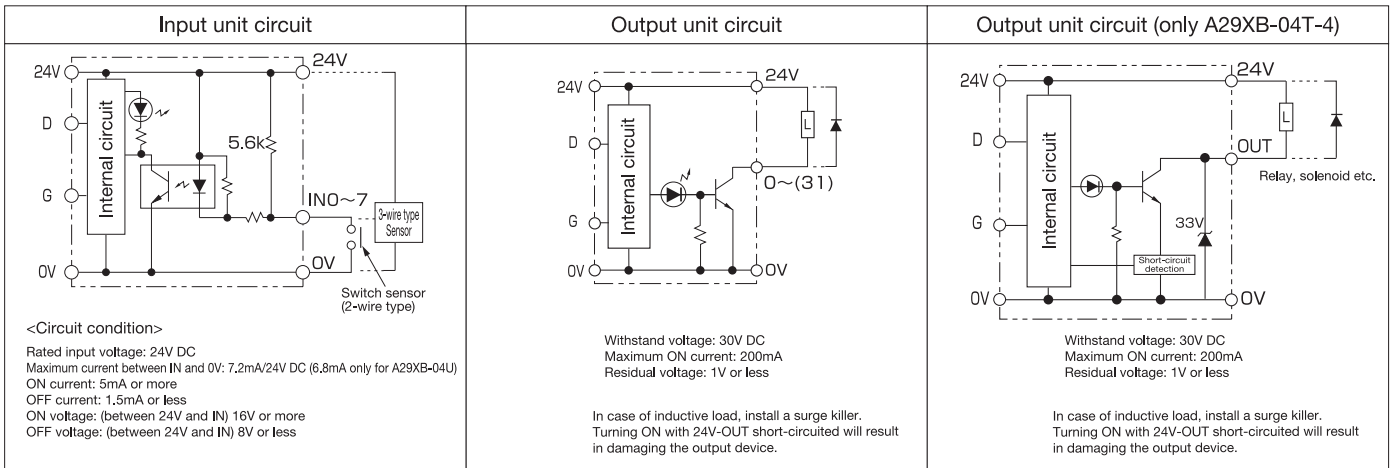 Input unit circuit
24V
24V
D
G
0V
Internal circuit
5.6k
IN0~7
3-wire type
Sensor
0V
Switch sensor
(2-wire type)
<Circuit condition>
Rated input voltage: 24V DC
Maximum current between IN and 0V: 7.2mA/24V DC (6.8mA only for A29XB-04U)
ON current: 5mA or more
OFF current: 1.5mA or less
ON voltage: (between 24V and IN) 16V or more
OFF voltage: (between 24V and IN) 8V or less
Output unit circuit
24V
24V
D
G
0V
Internal circuit
L
0~(31)
0V
Withstand voltage: 30V DC
Maximum ON current: 200mA
Residual voltage: 1V or less
In case of inductive load, install a surge killer.
Turning ON with 24V-OUT short-circuited will result
in damaging the output device.
Output unit circuit (only A29XB-04T-4)
24V
24V
D
G
0V
Internal circuit
L
OUT
Relay, solenoid etc.
33V
Short-circuit
detection
0V
Withstand voltage: 30V DC
Maximum ON current: 200mA
Residual voltage: 1V or less
In case of inductive load, install a surge killer.
Turning ON with 24V-OUT short-circuited will result
in damaging the output device.